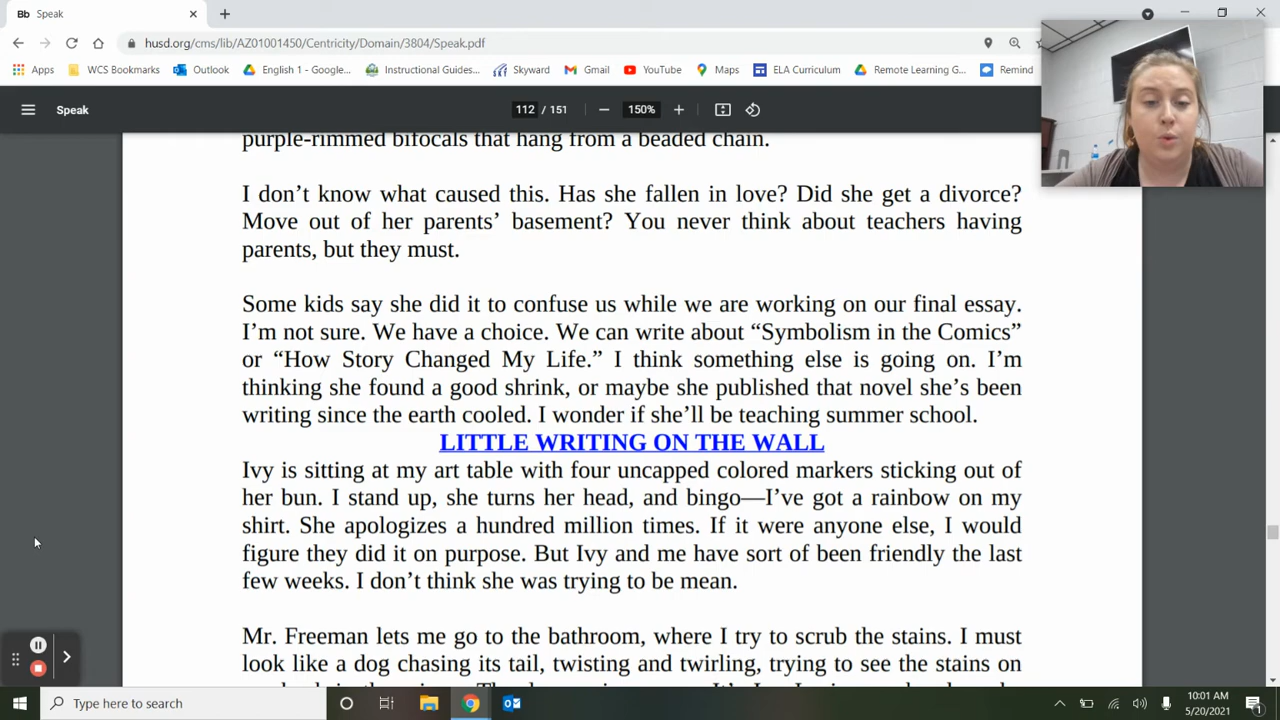 Bb Speak
husd.org/cms/lib/AZ01001450/Centricity/Domain/3804/Speak.pdf
Apps WCS Bookmarks Outlook English 1 - Google... Instructional Guides... Skyward Gmail YouTube Maps ELA Curriculum Remote Learning G... Remind
Speak 112 / 151 150%
purple-rimmed bifocals that hang from a beaded chain.
I don’t know what caused this. Has she fallen in love? Did she get a divorce?
Move out of her parents’ basement? You never think about teachers having
parents, but they must.
Some kids say she did it to confuse us while we are working on our final essay.
I’m not sure. We have a choice. We can write about “Symbolism in the Comics”
or “How Story Changed My Life.” I think something else is going on. I’m
thinking she found a good shrink, or maybe she published that novel she’s been
writing since the earth cooled. I wonder if she’ll be teaching summer school.
LITTLE WRITING ON THE WALL
Ivy is sitting at my art table with four uncapped colored markers sticking out of
her bun. I stand up, she turns her head, and bingo—I’ve got a rainbow on my
shirt. She apologizes a hundred million times. If it were anyone else, I would
figure they did it on purpose. But Ivy and me have sort of been friendly the last
few weeks. I don’t think she was trying to be mean.
Mr. Freeman lets me go to the bathroom, where I try to scrub the stains. I must
look like a dog chasing its tail, twisting and twirling, trying to see the stains on
Type here to search
10:01 AM
5/20/2021